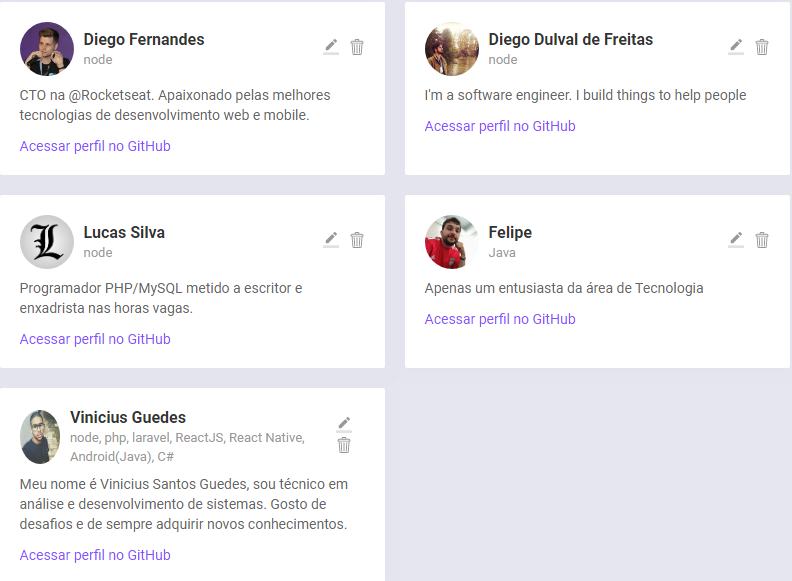 Diego Fernandes
node
CTO na @Rocketseat. Apaixonado pelas melhores
tecnologias de desenvolvimento web e mobile.
Acessar perfil no GitHub
Diego Dulval de Freitas
node
I'm a software engineer. I build things to help people
Acessar perfil no GitHub
L
Lucas Silva
node
Programador PHP/MySQL metido a escritor e
enxadrista nas horas vagas.
Acessar perfil no GitHub
Felipe
Java
Apenas um entusiasta da área de Tecnologia
Acessar perfil no GitHub
Vinicius Guedes
node, php, laravel, ReactJS, React Native,
Android(Java), C#
Meu nome é Vinicius Santos Guedes, sou técnico em
análise e desenvolvimento de sistemas. Gosto de
desafios e de sempre adquirir novos conhecimentos.
Acessar perfil no GitHub